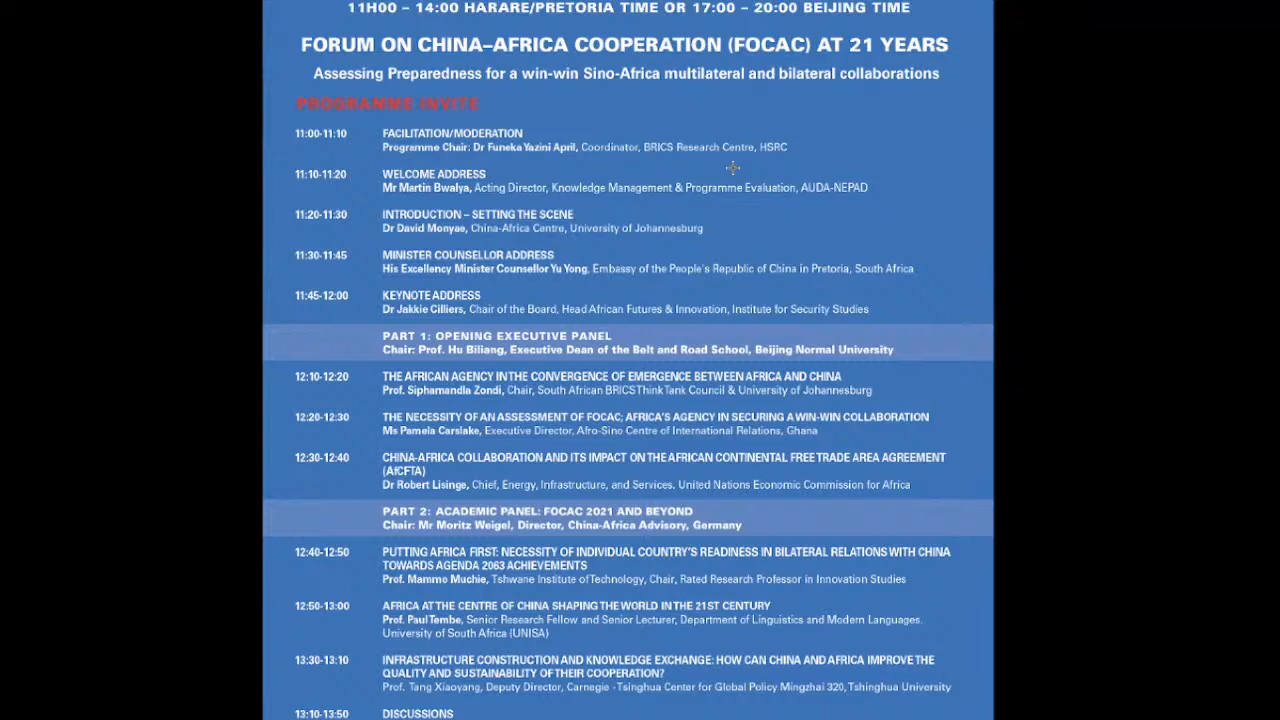 11H00 – 14:00 HARARE/PRETORIA TIME OR 17:00 – 20:00 BEIJING TIME
FORUM ON CHINA–AFRICA COOPERATION (FOCAC) AT 21 YEARS
Assessing Preparedness for a win-win Sino-Africa multilateral and bilateral collaborations
PROGRAMME INVITE
11:00-11:10 FACILITATION/MODERATION
Programme Chair: Dr Funeka Yazini April, Coordinator, BRICS Research Centre, HSRC
11:10-11:20 WELCOME ADDRESS
Mr Martin Bwalya, Acting Director, Knowledge Management & Programme Evaluation, AUDA-NEPAD
11:20-11:30 INTRODUCTION – SETTING THE SCENE
Dr David Monyae, China-Africa Centre, University of Johannesburg
11:30-11:45 MINISTER COUNSELLOR ADDRESS
His Excellency Minister Counsellor Yu Yong, Embassy of the People's Republic of China in Pretoria, South Africa
11:45-12:00 KEYNOTE ADDRESS
Dr Jakkie Cilliers, Chair of the Board, Head African Futures & Innovation, Institute for Security Studies
PART 1: OPENING EXECUTIVE PANEL
Chair: Prof. Hu Biliang, Executive Dean of the Belt and Road School, Beijing Normal University
12:10-12:20 THE AFRICAN AGENCY IN THE CONVERGENCE OF EMERGENCE BETWEEN AFRICA AND CHINA
Prof. Siphamandla Zondi, Chair, South African BRICS Think Tank Council & University of Johannesburg
12:20-12:30 THE NECESSITY OF AN ASSESSMENT OF FOCAC; AFRICA'S AGENCY IN SECURING A WIN-WIN COLLABORATION
Ms Pamela Carslake, Executive Director, Afro-Sino Centre of International Relations, Ghana
12:30-12:40 CHINA-AFRICA COLLABORATION AND ITS IMPACT ON THE AFRICAN CONTINENTAL FREE TRADE AREA AGREEMENT
(AfCFTA)
Dr Robert Lisinge, Chief, Energy, Infrastructure, and Services. United Nations Economic Commission for Africa
PART 2: ACADEMIC PANEL: FOCAC 2021 AND BEYOND
Chair: Mr Moritz Weigel, Director, China-Africa Advisory, Germany
12:40-12:50 PUTTING AFRICA FIRST: NECESSITY OF INDIVIDUAL COUNTRY'S READINESS IN BILATERAL RELATIONS WITH CHINA
TOWARDS AGENDA 2063 ACHIEVEMENTS
Prof. Mammo Muchie, Tshwane Institute of Technology, Chair, Rated Research Professor in Innovation Studies
12:50-13:00 AFRICA AT THE CENTRE OF CHINA SHAPING THE WORLD IN THE 21ST CENTURY
Prof. Paul Tembe, Senior Research Fellow and Senior Lecturer, Department of Linguistics and Modern Languages.
University of South Africa (UNISA)
13:30-13:10 INFRASTRUCTURE CONSTRUCTION AND KNOWLEDGE EXCHANGE: HOW CAN CHINA AND AFRICA IMPROVE THE
QUALITY AND SUSTAINABILITY OF THEIR COOPERATION?
Prof. Tang Xiaoyang, Deputy Director, Carnegie -Tsinghua Center for Global Policy Mingzhai 320, Tshinghua University
13:10-13:50 DISCUSSIONS